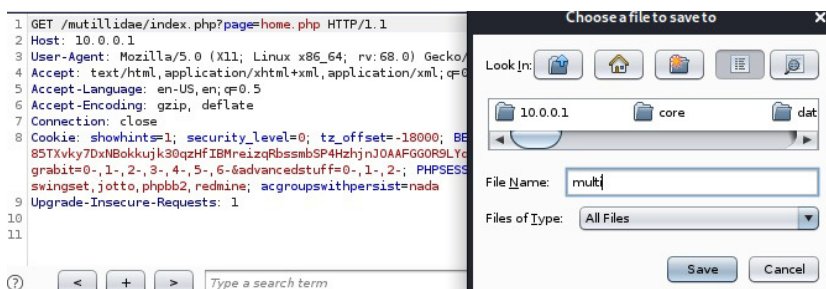 1 GET /mutillidae/index.php?page=home.php HTTP/1.1
2 Host: 10.0.0.1
3 User-Agent: Mozilla/5.0 (X11; Linux x86_64; rv:68.0) Gecko/
4 Accept: text/html,application/xhtml+xml,application/xml;q=0
5 Accept-Language: en-US,en;q=0.5
6 Accept-Encoding: gzip, deflate
7 Connection: close
8 Cookie: showhints=1; security_level=0; tz_offset=-18000; BE
grabit=0-,1-,2-,3-,4-,5-,6-&advancedstuff=0-,1-,2-; PHPSESS
swingset,jotto,phpbb2,redmine; acgroupswithpersist=nada
9 Upgrade-Insecure-Requests: 1
10
11
? < + > Type a search term
Choose a file to save to X
Look In:
10.0.0.1 core dat
File Name: multi
Files of Type: All Files
Save Cancel